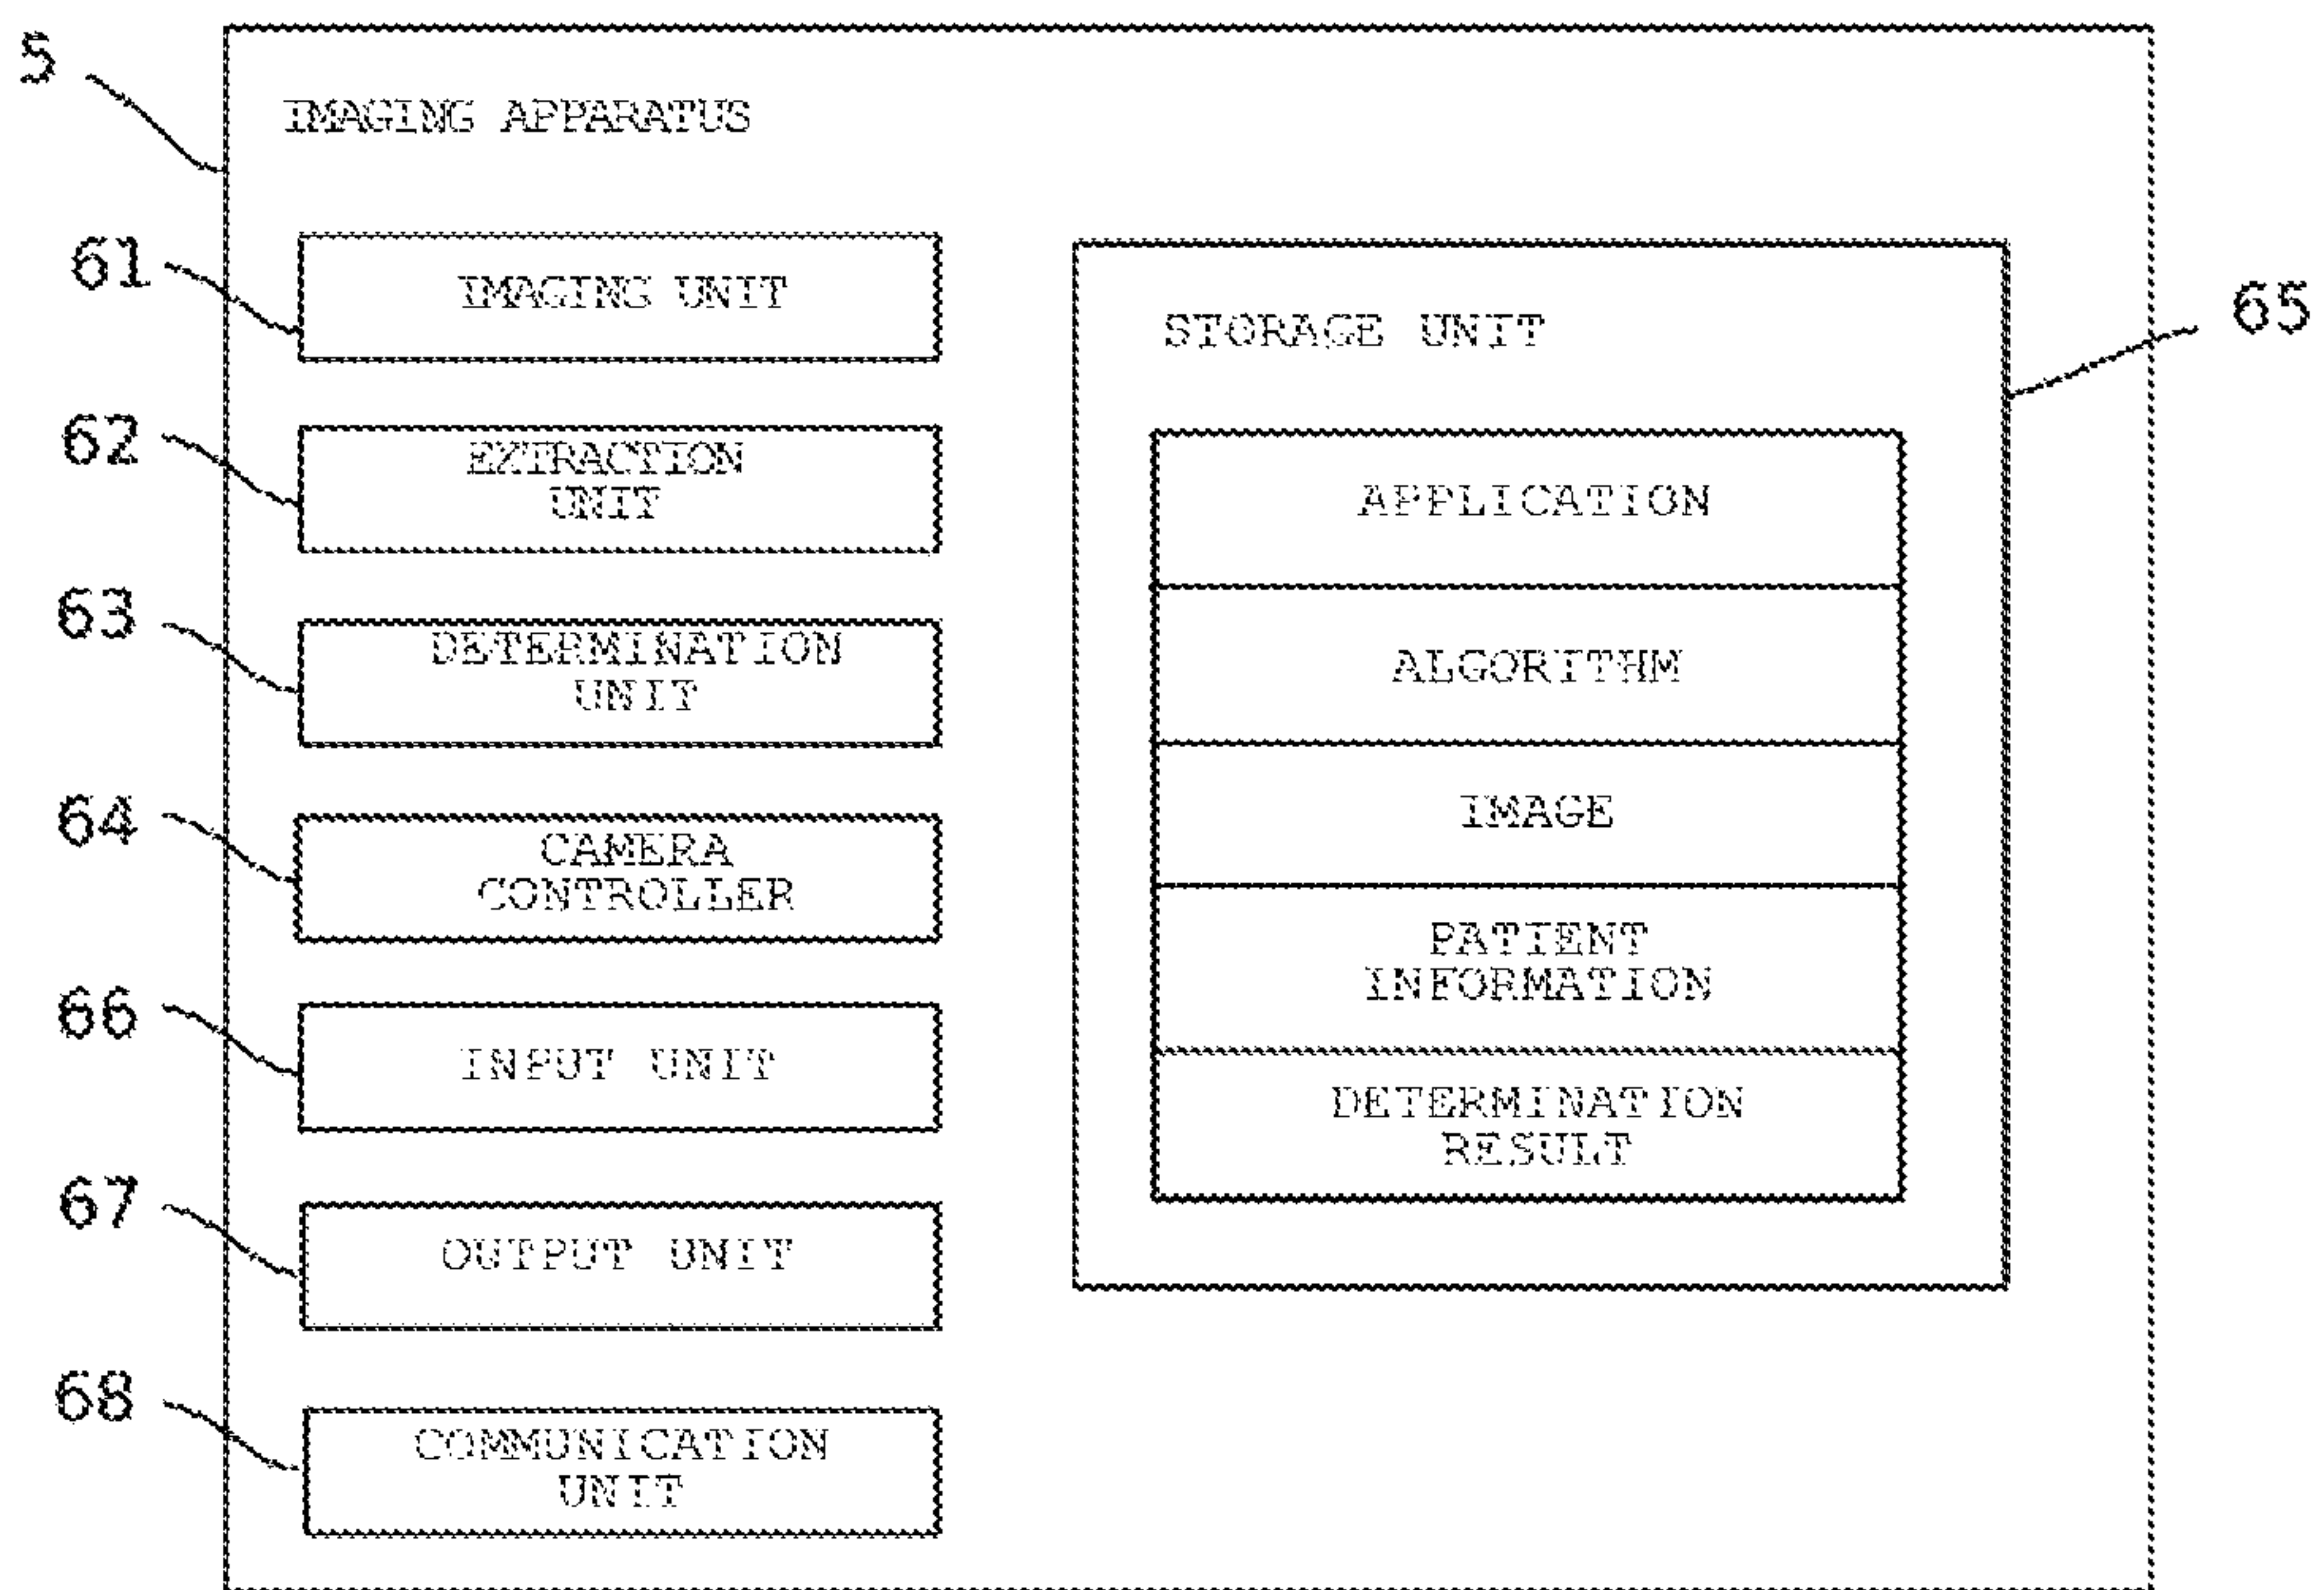 5
IMAGING APPARATUS
61
IMAGING UNIT
62
EXTRACTION
UNIT
63
DETERMINATION
UNIT
64
CAMERA
CONTROLLER
66
INPUT UNIT
67
OUTPUT UNIT
68
COMMUNICATION
UNIT
65
STORAGE UNIT
APPLICATION
ALGORITHM
IMAGE
PATIENT
INFORMATION
DETERMINATION
RESULT